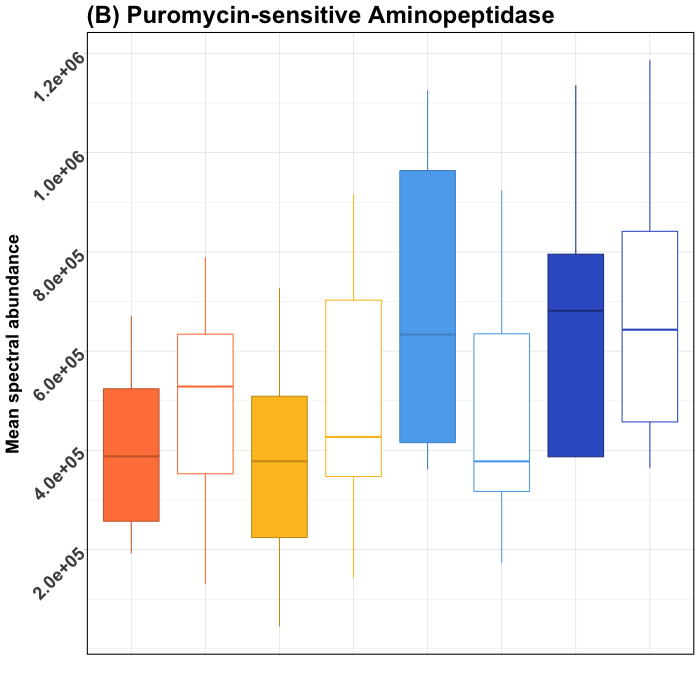 (B) Puromycin-sensitive Aminopeptidase
1.2e+06
1.0e+06
8.0e+05
6.0e+05
4.0e+05
2.0e+05
Mean spectral abundance